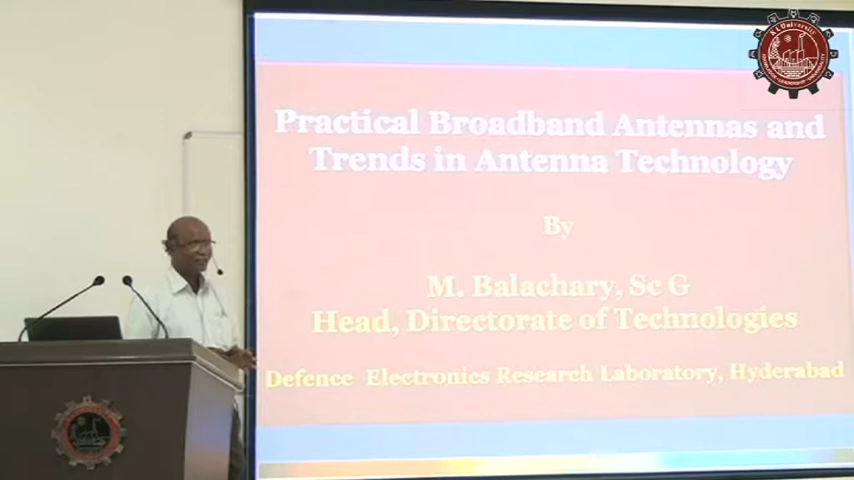 K L University
Practical Broadband Antennas and
Trends in Antenna Technology
By
M. Balachary, Sc G
Head, Directorate of Technologies
Defence Electronics Research Laboratory, Hyderabad